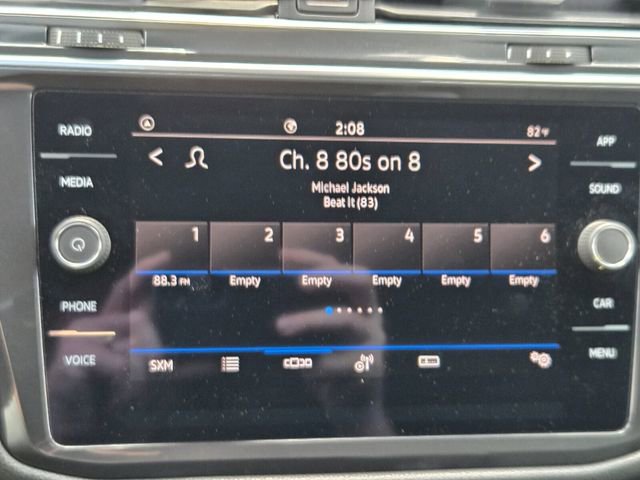 RADIO
MEDIA
PHONE
VOICE
2:08
82°F
< Ch. 8 80s on 8 >
Michael Jackson
Beat It (83)
1 2 3 4 5 6
88.3 FM Empty Empty Empty Empty Empty
SXM
APP
SOUND
CAR
MENU